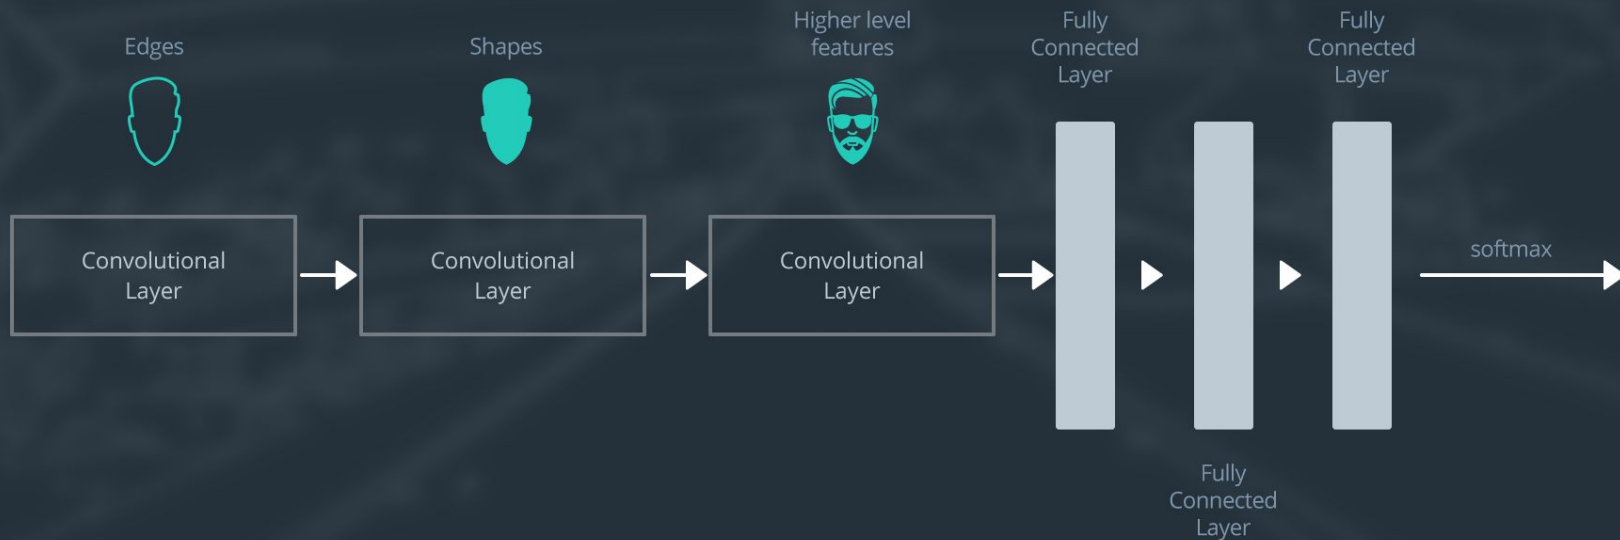 Edges
Shapes
Higher level
features
Fully
Connected
Layer
Fully
Connected
Layer
Convolutional
Layer
Convolutional
Layer
Convolutional
Layer
softmax
Fully
Connected
Layer